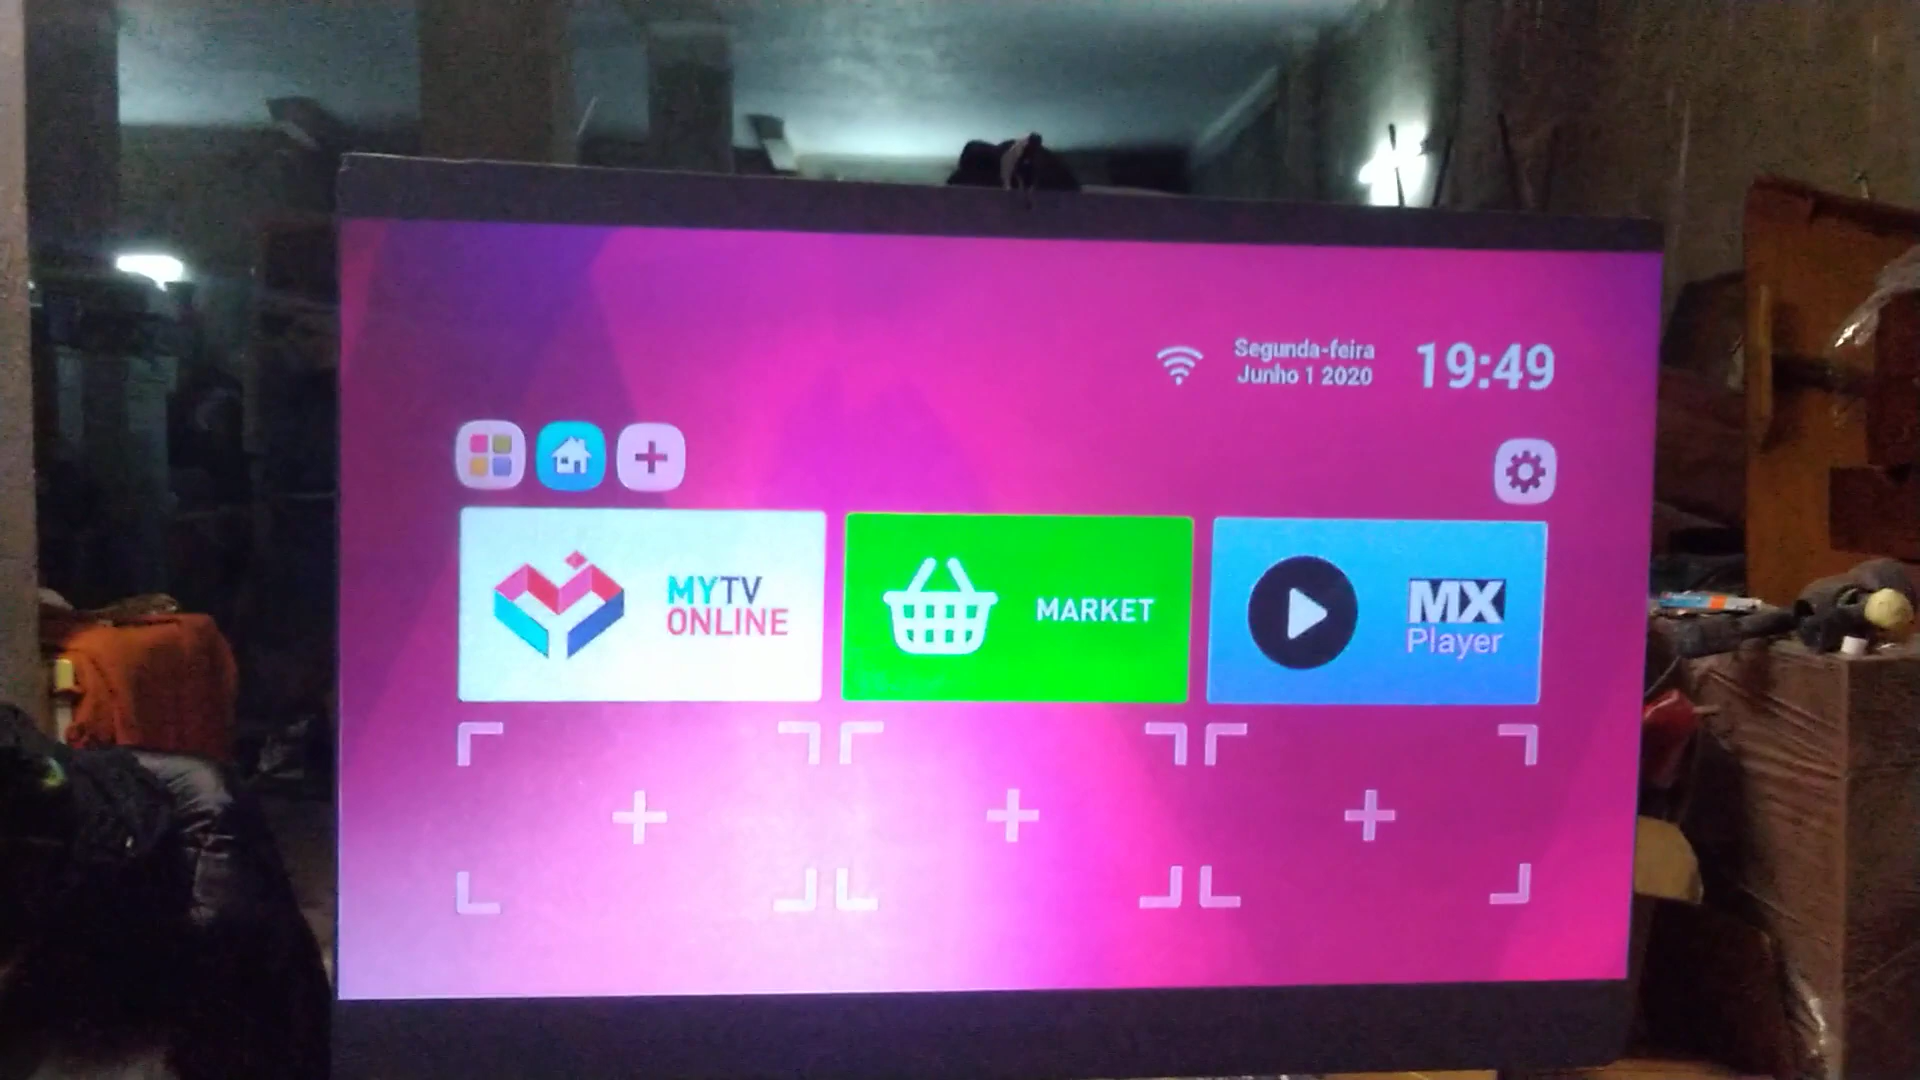 Segunda-feira
Junho 1 2020
19:49
MYTV
ONLINE
MARKET
MX
Player